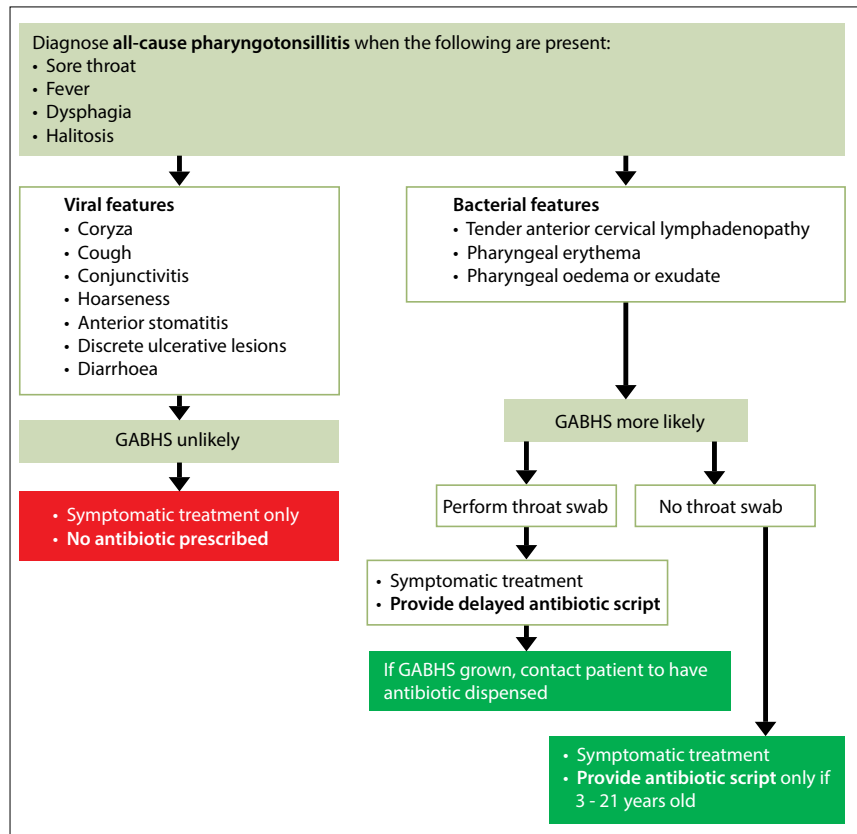 Diagnose all-cause pharyngotonsillitis when the following are present:
• Sore throat
• Fever
• Dysphagia
• Halitosis
Viral features
• Coryza
• Cough
• Conjunctivitis
• Hoarseness
• Anterior stomatitis
• Discrete ulcerative lesions
• Diarrhoea
Bacterial features
• Tender anterior cervical lymphadenopathy
• Pharyngeal erythema
• Pharyngeal oedema or exudate
GABHS unlikely
GABHS more likely
• Symptomatic treatment only
• No antibiotic prescribed
Perform throat swab
No throat swab
• Symptomatic treatment
• Provide delayed antibiotic script
If GABHS grown, contact patient to have
antibiotic dispensed
• Symptomatic treatment
• Provide antibiotic script only if
3 - 21 years old